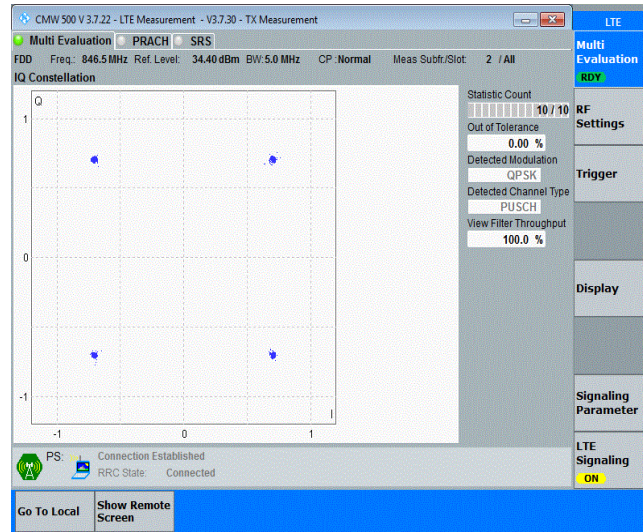 CMW 500 V 3.7.22 - LTE Measurement - V3.7.30 - TX Measurement
LTE
Multi Evaluation PRACH SRS
Multi
Evaluation
RDY
FDD Freq.: 846.5 MHz Ref. Level: 34.40 dBm BW: 5.0 MHz CP : Normal Meas Subfr./Slot: 2 / All
IQ Constellation
Q
1
0
-1
-1
0
1
I
Statistic Count
10 / 10
Out of Tolerance
0.00 %
Detected Modulation
QPSK
Detected Channel Type
PUSCH
View Filter Throughput
100.0 %
RF
Settings
Trigger
Display
Signaling
Parameter
LTE
Signaling
ON
PS: Connection Established
RRC State: Connected
Go To Local
Show Remote
Screen